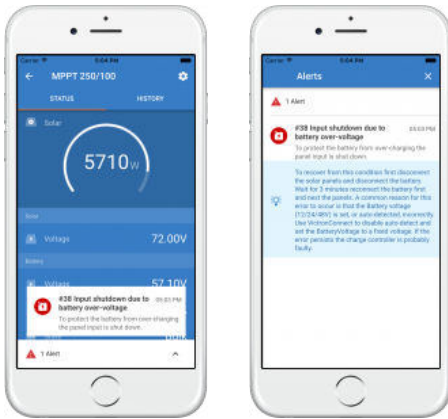 Carrier 5:04 PM
MPPT 250/100
STATUS HISTORY
Solar
5710W
Solar
Voltage 72.00V
Battery
Voltage 57.10V
#38 Input shutdown due to 05:03 PM
battery over-voltage
To protect the battery from over-charging
the panel input is shut down.
1 Alert
Carrier 5:04 PM
Alerts
1 Alert
#38 Input shutdown due to 05:03 PM
battery over-voltage
To protect the battery from over-charging the
panel input is shut down
To recover from this condition first disconnect
the solar panels and disconnect the battery.
Wait for 3 minutes reconnect the battery first
and next the panels. A common reason for this
error to occur is that the Battery voltage
(12/24/48V) is set, or auto-detected, incorrectly.
Use VictronConnect to disable auto-detect and
set the BatteryVoltage to a fixed voltage. If the
error persists the charge controller is probably
faulty.